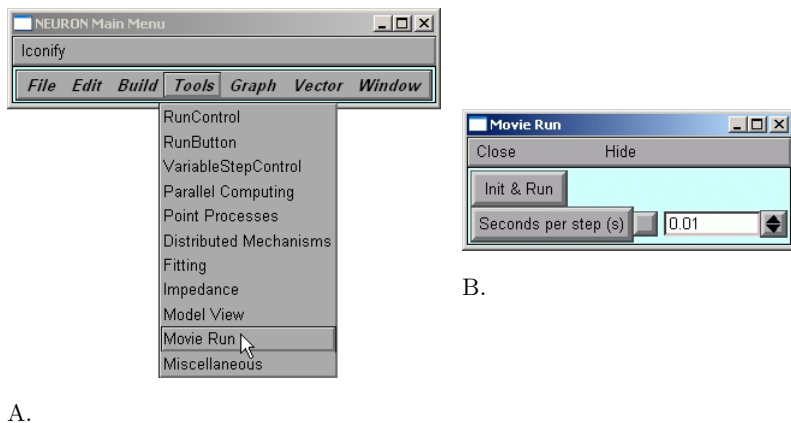 NEURON Main Menu
Iconify
File Edit Build Tools Graph Vector Window
RunControl
RunButton
VariableStepControl
Parallel Computing
Point Processes
Distributed Mechanisms
Fitting
Impedance
Model View
Movie Run
Miscellaneous
A.
Movie Run
Close Hide
Init & Run
Seconds per step (s) 0.01
B.